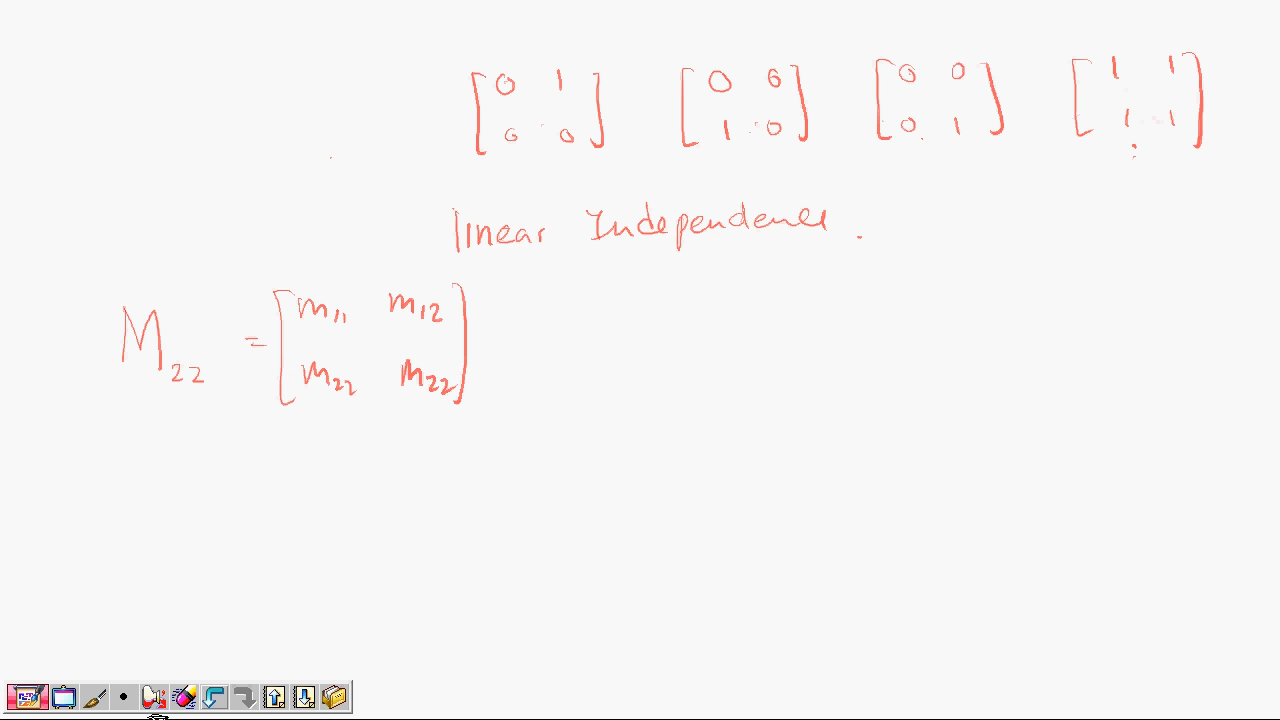 [0 1 [0 0 [0 0 [1 1
0 0] 1 0] 0 1] 1 1]
linear Independence.
M22 = [m11 m12
m22 m22]